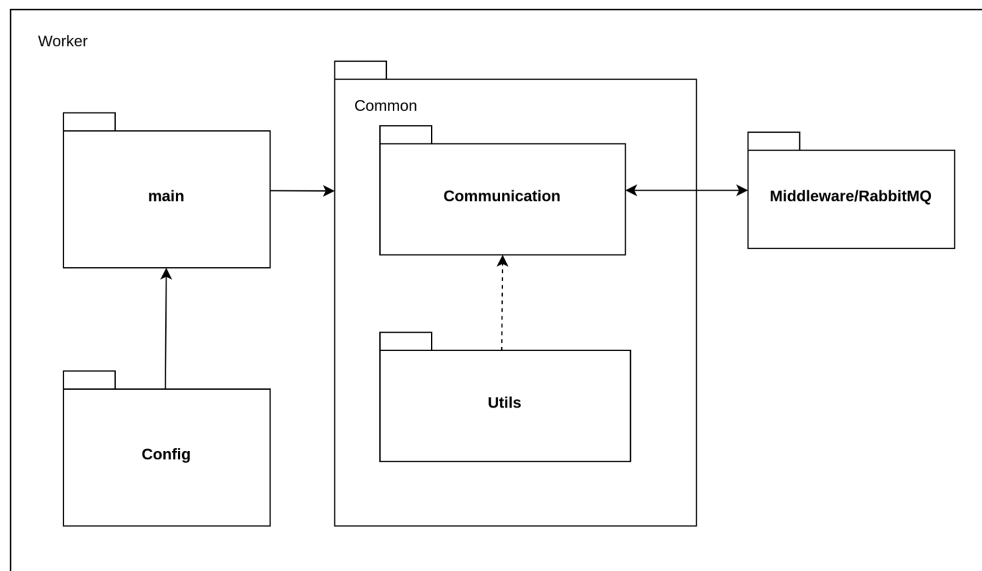 Worker
Common
main
Communication
Middleware/RabbitMQ
Utils
Config